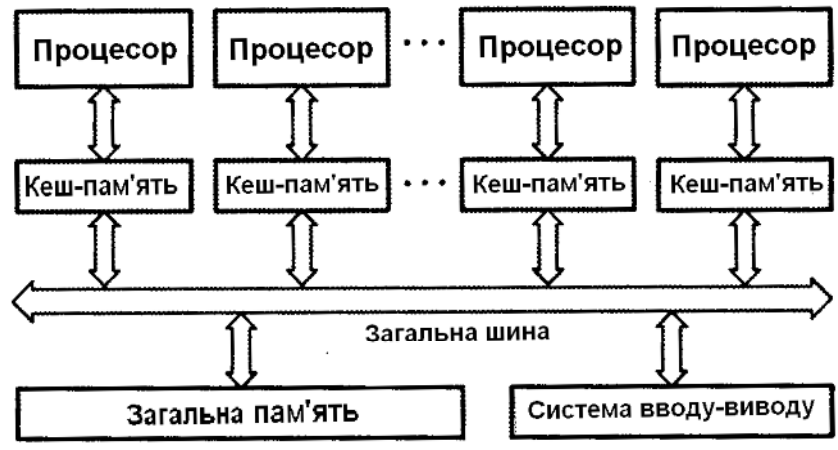 Процесор Процесор ··· Процесор Процесор
Кеш-пам'ять Кеш-пам'ять ··· Кеш-пам'ять Кеш-пам'ять
Загальна шина
Загальна пам'ять Система вводу-виводу